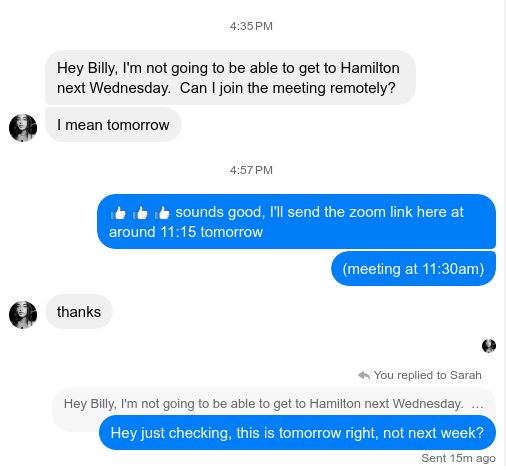 4:35 PM
Hey Billy, I'm not going to be able to get to Hamilton
next Wednesday.  Can I join the meeting remotely?
I mean tomorrow
4:57 PM
👍 👍 👍 sounds good, I'll send the zoom link here at
around 11:15 tomorrow
(meeting at 11:30am)
thanks
You replied to Sarah
Hey Billy, I'm not going to be able to get to Hamilton next Wednesday.  ...
Hey just checking, this is tomorrow right, not next week?
Sent 15m ago